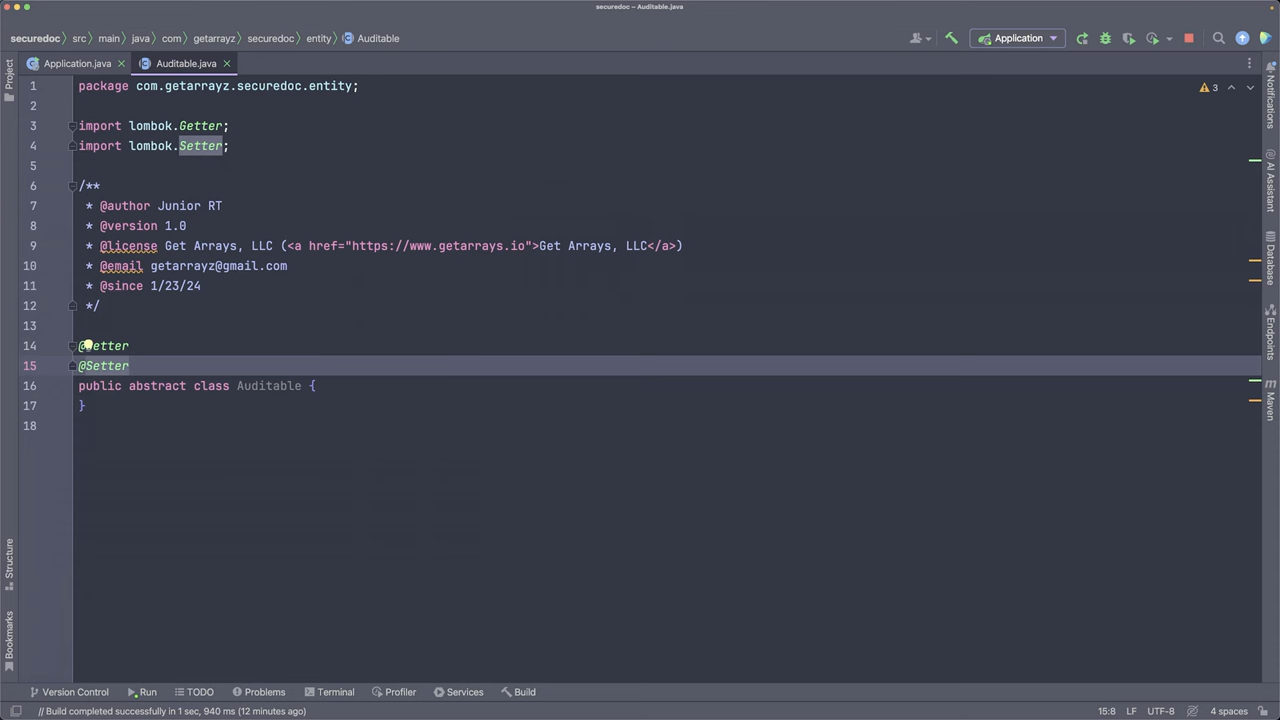 securedoc – Auditable.java
securedoc src main java com getarrayz securedoc entity Auditable
Application
Project
Application.java
Auditable.java
1 package com.getarrayz.securedoc.entity;
3
2
3 import lombok.Getter;
4 import lombok.Setter;
5
6 /**
7 * @author Junior RT
8 * @version 1.0
9 * @license Get Arrays, LLC (<a href="https://www.getarrays.io">Get Arrays, LLC</a>)
10 * @email getarrayz@gmail.com
11 * @since 1/23/24
12 */
13
14 @Getter
15 @Setter
16 public abstract class Auditable {
17 }
18
Notifications
AI Assistant
Database
Endpoints
Maven
Structure
Bookmarks
Version Control Run TODO Problems Terminal Profiler Services Build
// Build completed successfully in 1 sec, 940 ms (12 minutes ago)
15:8 LF UTF-8 4 spaces